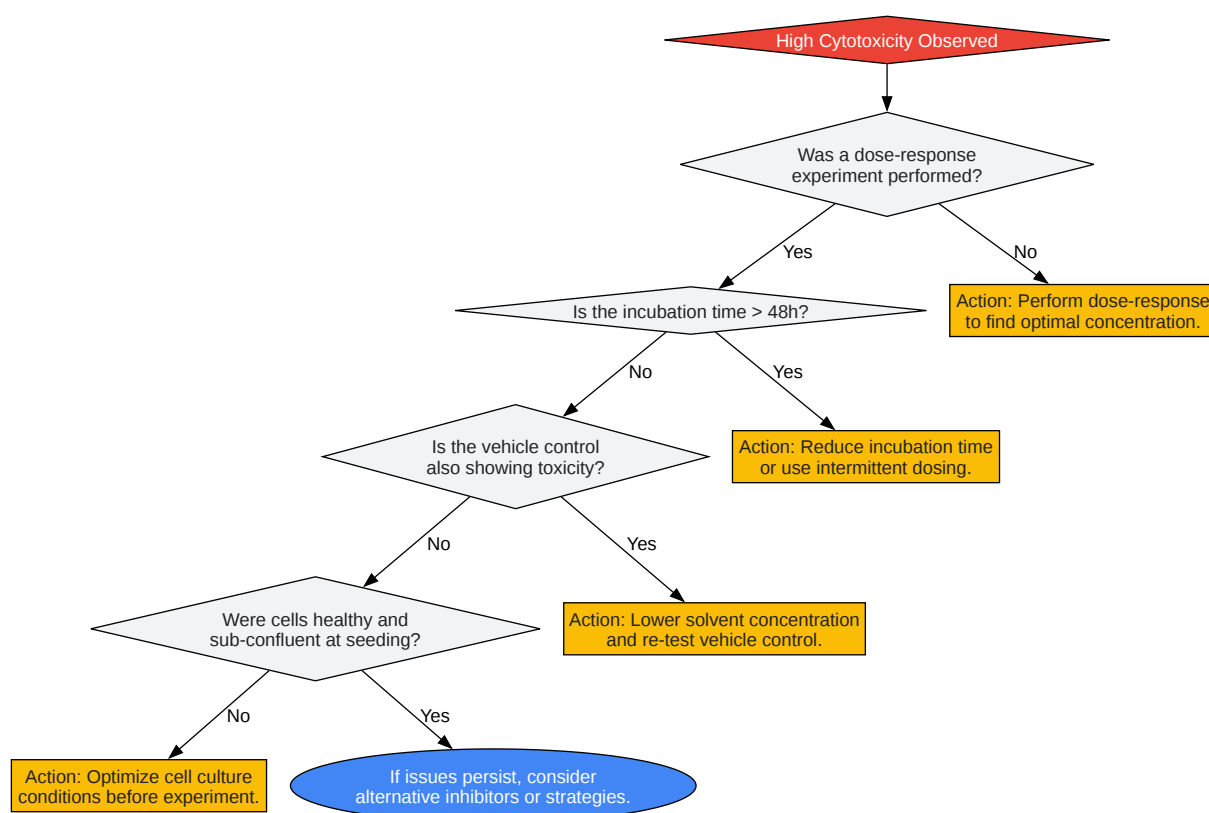 High Cytotoxicity Observed
Was a dose-response
experiment performed?
Yes
No
Is the incubation time > 48h?
Action: Perform dose-response
to find optimal concentration.
No
Yes
Is the vehicle control
also showing toxicity?
Action: Reduce incubation time
or use intermittent dosing.
No
Yes
Were cells healthy and
sub-confluent at seeding?
Action: Lower solvent concentration
and re-test vehicle control.
No
Yes
Action: Optimize cell culture
conditions before experiment.
If issues persist, consider
alternative inhibitors or strategies.